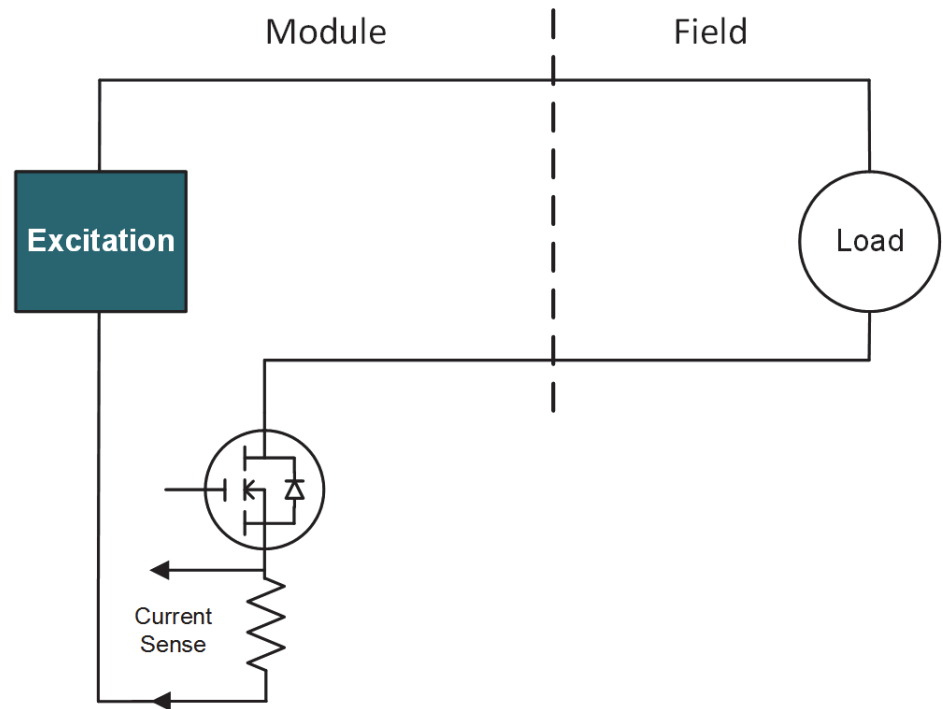 Module
Field
Excitation
Load
Current
Sense